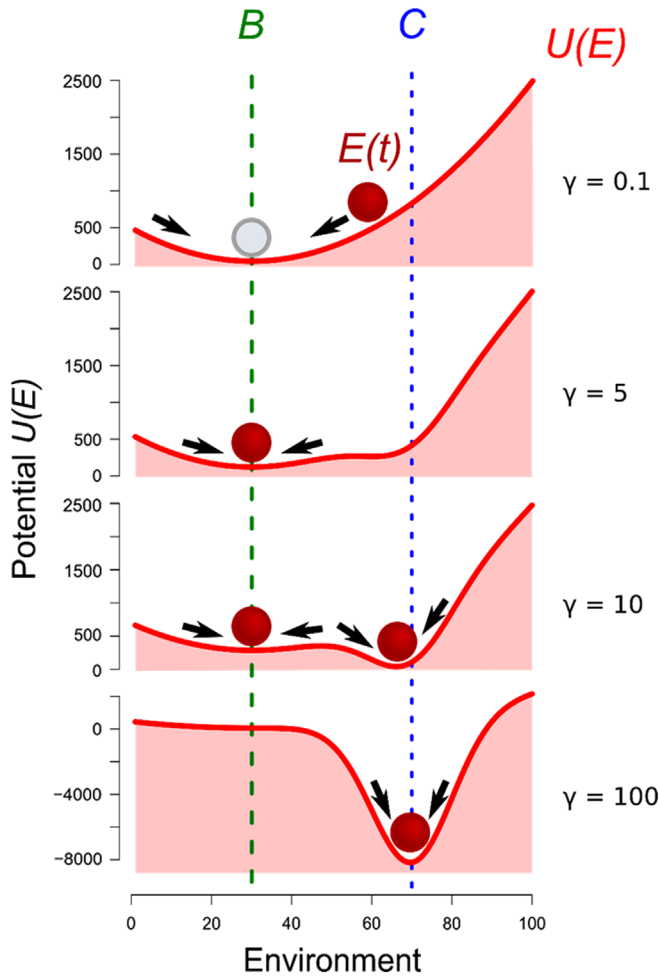 B
C
U(E)
E(t)
2500
1500
500
0
γ = 0.1
2500
1500
500
0
γ = 5
2500
1500
500
0
γ = 10
0
−4000
−8000
γ = 100
Potential U(E)
0 20 40 60 80 100
Environment